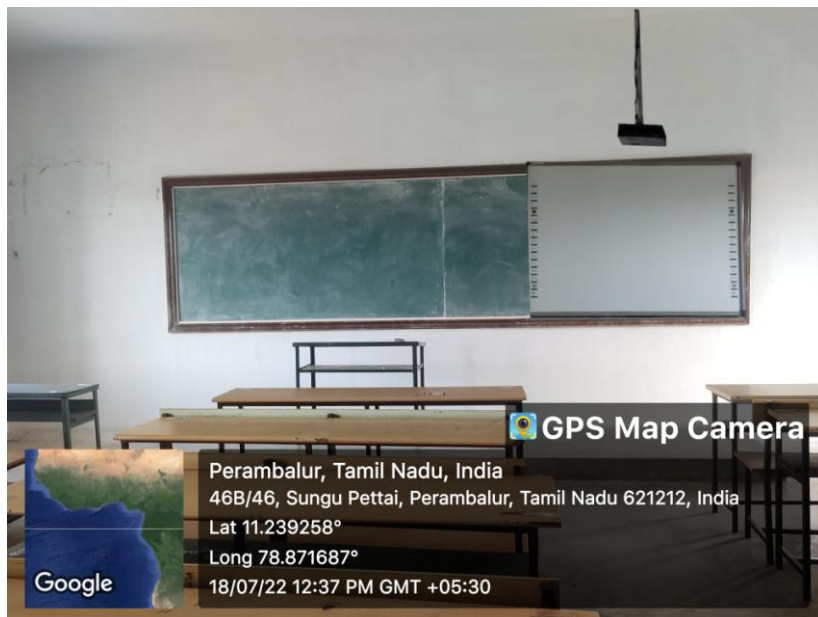 GPS Map Camera
Perambalur, Tamil Nadu, India
46B/46, Sungu Pettai, Perambalur, Tamil Nadu 621212, India
Lat 11.239258°
Long 78.871687°
18/07/22 12:37 PM GMT +05:30
Google